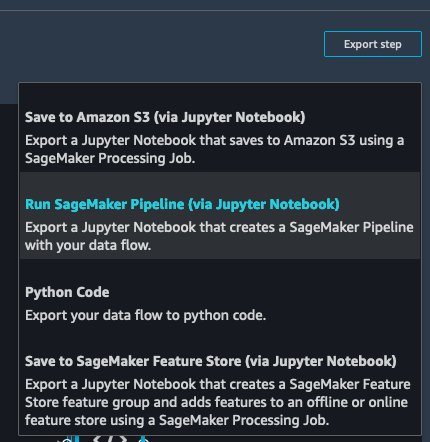 Export step
Save to Amazon S3 (via Jupyter Notebook)
Export a Jupyter Notebook that saves to Amazon S3 using a
SageMaker Processing Job.
Run SageMaker Pipeline (via Jupyter Notebook)
Export a Jupyter Notebook that creates a SageMaker Pipeline
with your data flow.
Python Code
Export your data flow to python code.
Save to SageMaker Feature Store (via Jupyter Notebook)
Export a Jupyter Notebook that creates a SageMaker Feature
Store feature group and adds features to an offline or online
feature store using a SageMaker Processing Job.